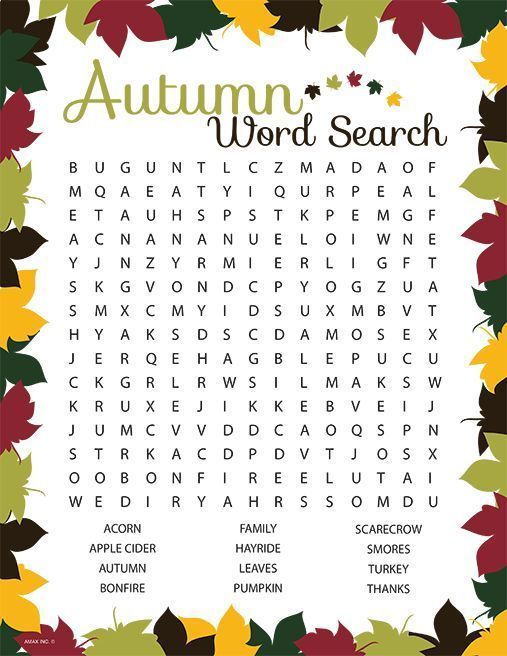 Autumn
Word Search
B U G U N T L C Z M A D A O F
M Q A E A T Y I Q U R P E A L
E T A U H S P S T K P E M G F
A C N A N A N U E L O I W N E
Y J N Z Y R M I E R L I G F T
S K G V O N D C P Y O G Z U A
S M X C M Y I D S U X M B V T
H Y A K S D S C D A M O S E X
J E R Q E H A G B L E P U C U
C K G R L R W S I L M A K S W
K R U X E J I K K E B V E I J
J U M C V V D D C A O Q S P N
S T R K A C D P D V T J O S X
O O B O N F I R E E L U T A I
W E D I R Y A H R S S O M D U
ACORN FAMILY SCARECROW
APPLE CIDER HAYRIDE SMORES
AUTUMN LEAVES TURKEY
BONFIRE PUMPKIN THANKS
AMAX INC. ©